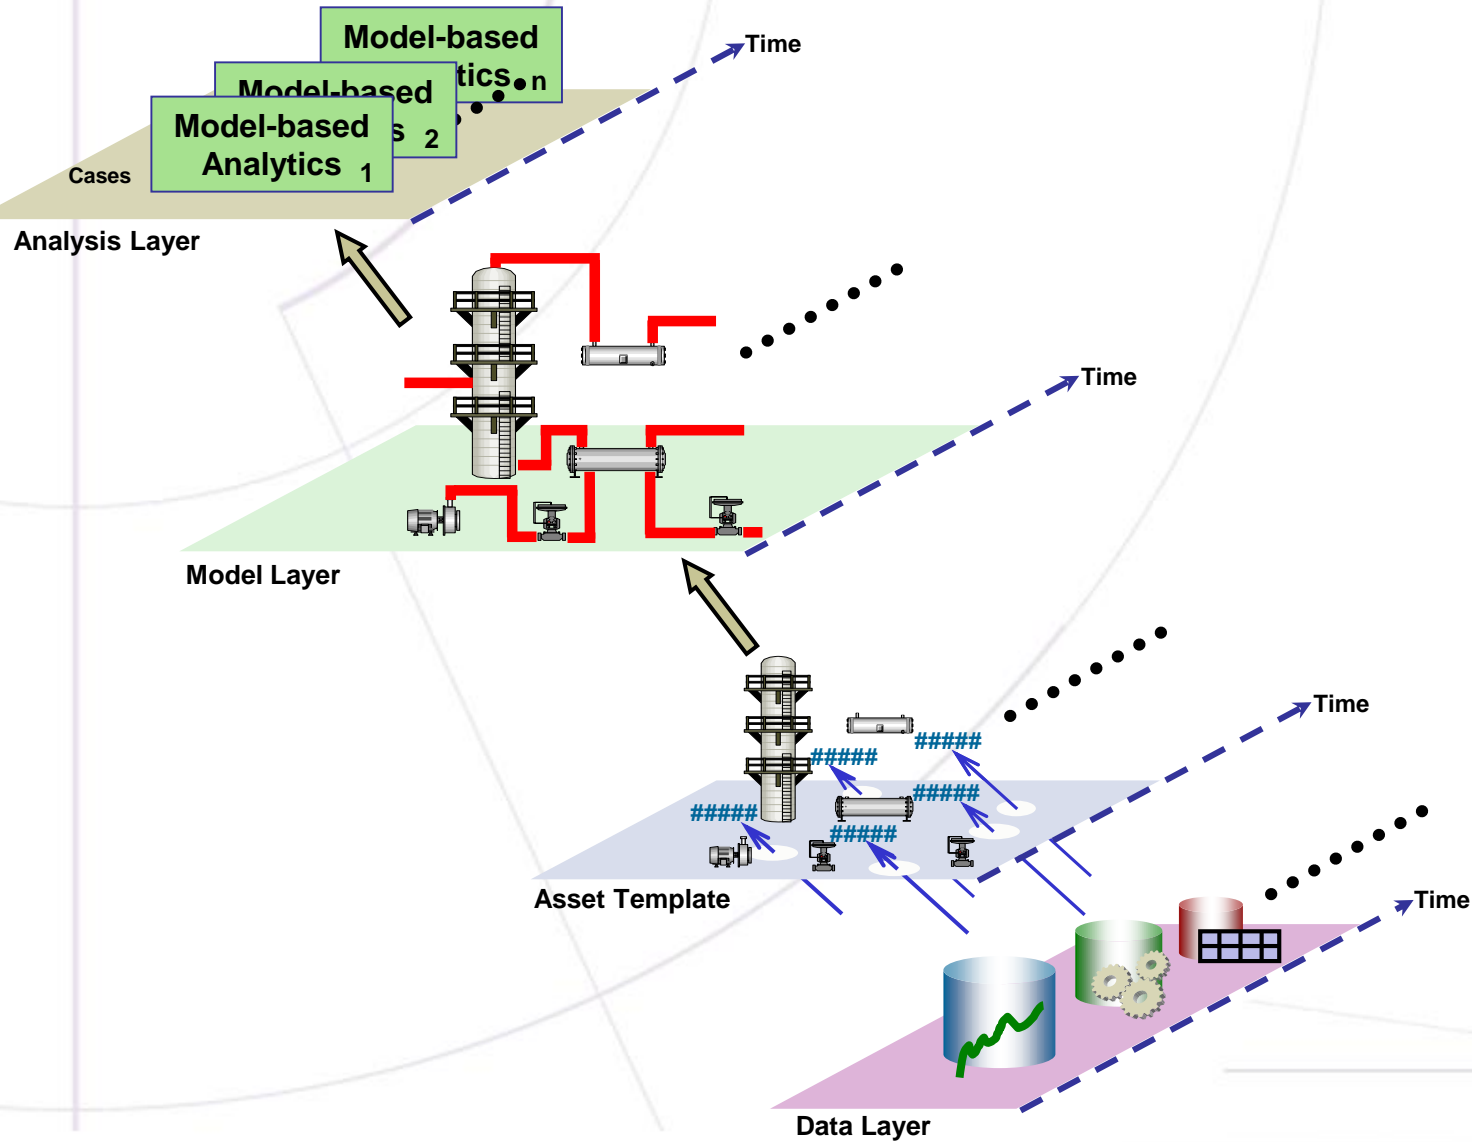 Model-based
tics n
Time
Model-based
s 2
Model-based
Analytics 1
Cases
Analysis Layer
Time
Model Layer
Time
#####
#####
#####
#####
#####
Asset Template
Time
Data Layer